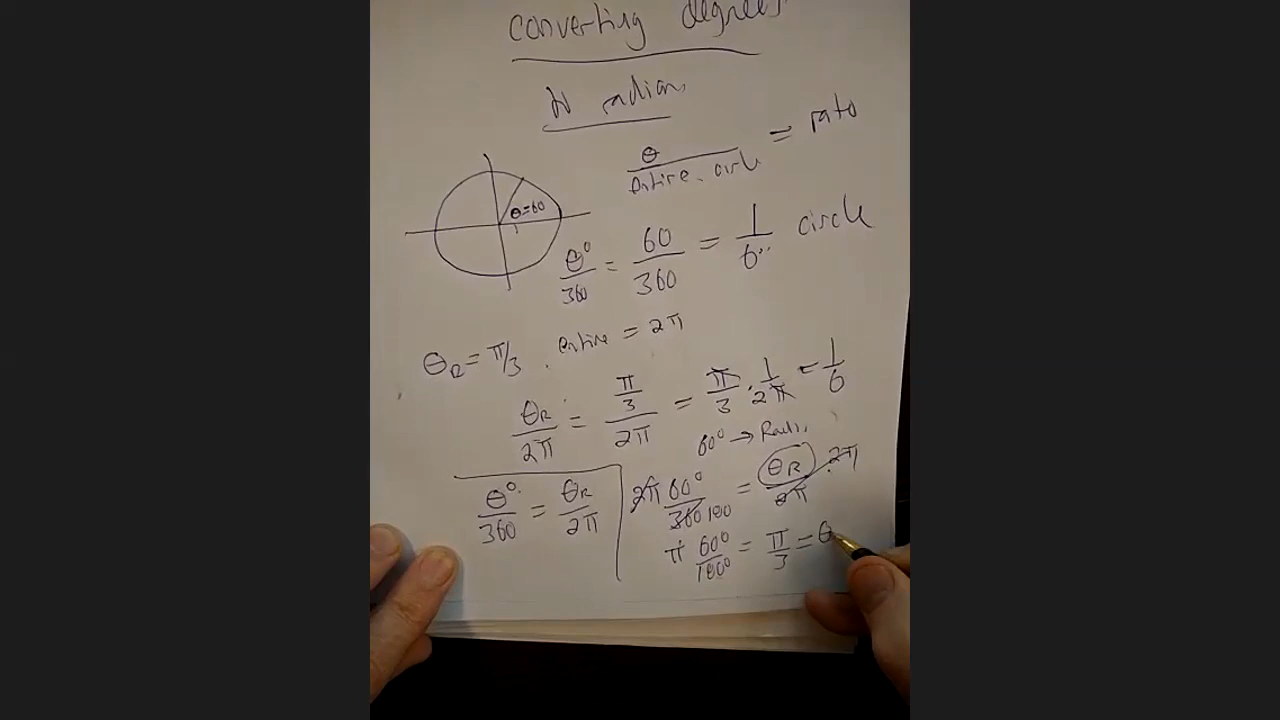 converting degrees
to radian,
θ / entire circle = ratio
θ=60
θ° / 360 = 60 / 360 = 1 / 6 circle
θR = π/3 . entire = 2π
θR / 2π = π/3 / 2π = π / 3 · 1 / 2π = 1 / 6
60° → Radi.
θ° / 360 = θR / 2π
2π 60° / 360 180 = θR / 2π · 2π
π 60° / 180° = π / 3 = θ